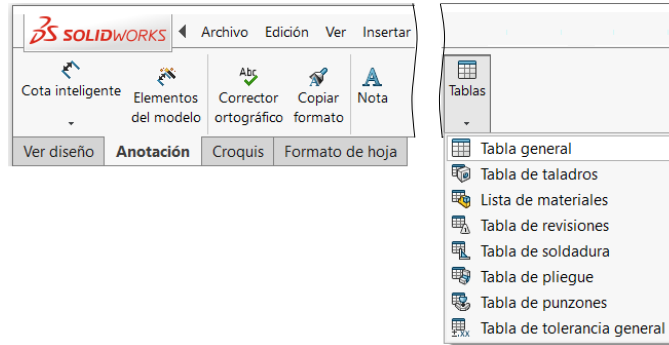 SOLIDWORKS Archivo Edición Ver Insertar
Cota inteligente
Elementos
del modelo
Abc
Corrector
ortográfico
Copiar
formato
A
Nota
Ver diseño Anotación Croquis Formato de hoja
Tablas
Tabla general
Tabla de taladros
Lista de materiales
Tabla de revisiones
Tabla de soldadura
Tabla de pliegue
Tabla de punzones
±.xx
Tabla de tolerancia general